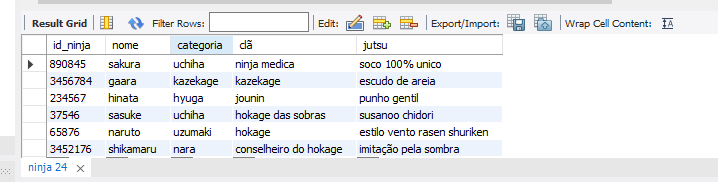 Result Grid Filter Rows: Edit: Export/Import: Wrap Cell Content: IA
id_ninja nome categoria clã jutsu
890845 sakura uchiha ninja medica soco 100% unico
3456784 gaara kazekage kazekage escudo de areia
234567 hinata hyuga jounin punho gentil
37546 sasuke uchiha hokage das sobras susanoo chidori
65876 naruto uzumaki hokage estilo vento rasen shuriken
3452176 shikamaru nara conselheiro do hokage imitação pela sombra
ninja 24 ×